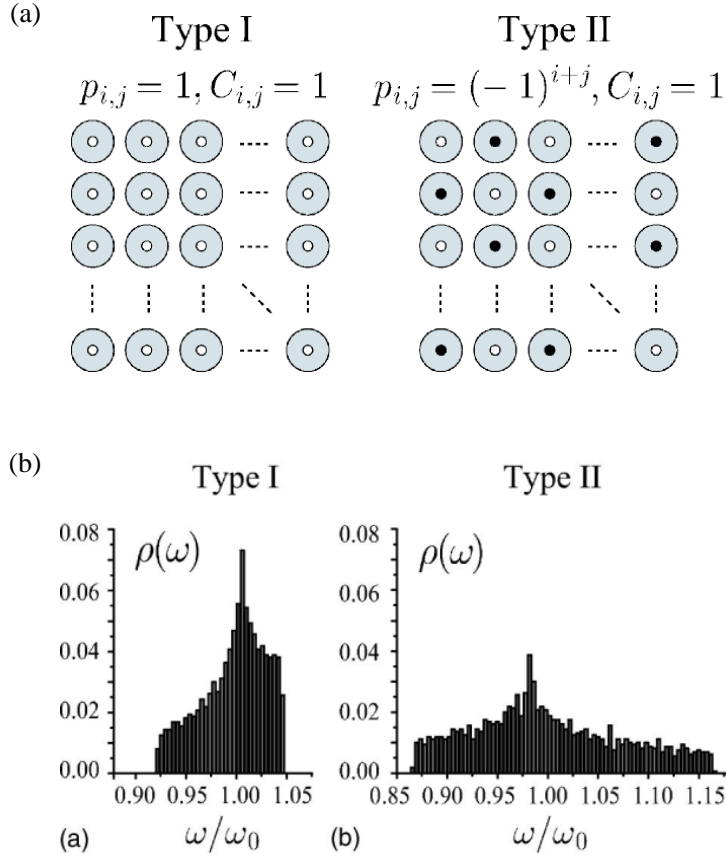 (a)
Type I Type II
p_{i,j} = 1, C_{i,j} = 1 p_{i,j} = (- 1)^{i+j}, C_{i,j} = 1
(b)
Type I Type II
0.08 0.08
ρ(ω) ρ(ω)
0.06 0.06
0.04 0.04
0.02 0.02
0.00 0.00
0.90 0.95 1.00 1.05 0.85 0.90 0.95 1.00 1.05 1.10 1.15
(a) ω/ω₀ (b) ω/ω₀